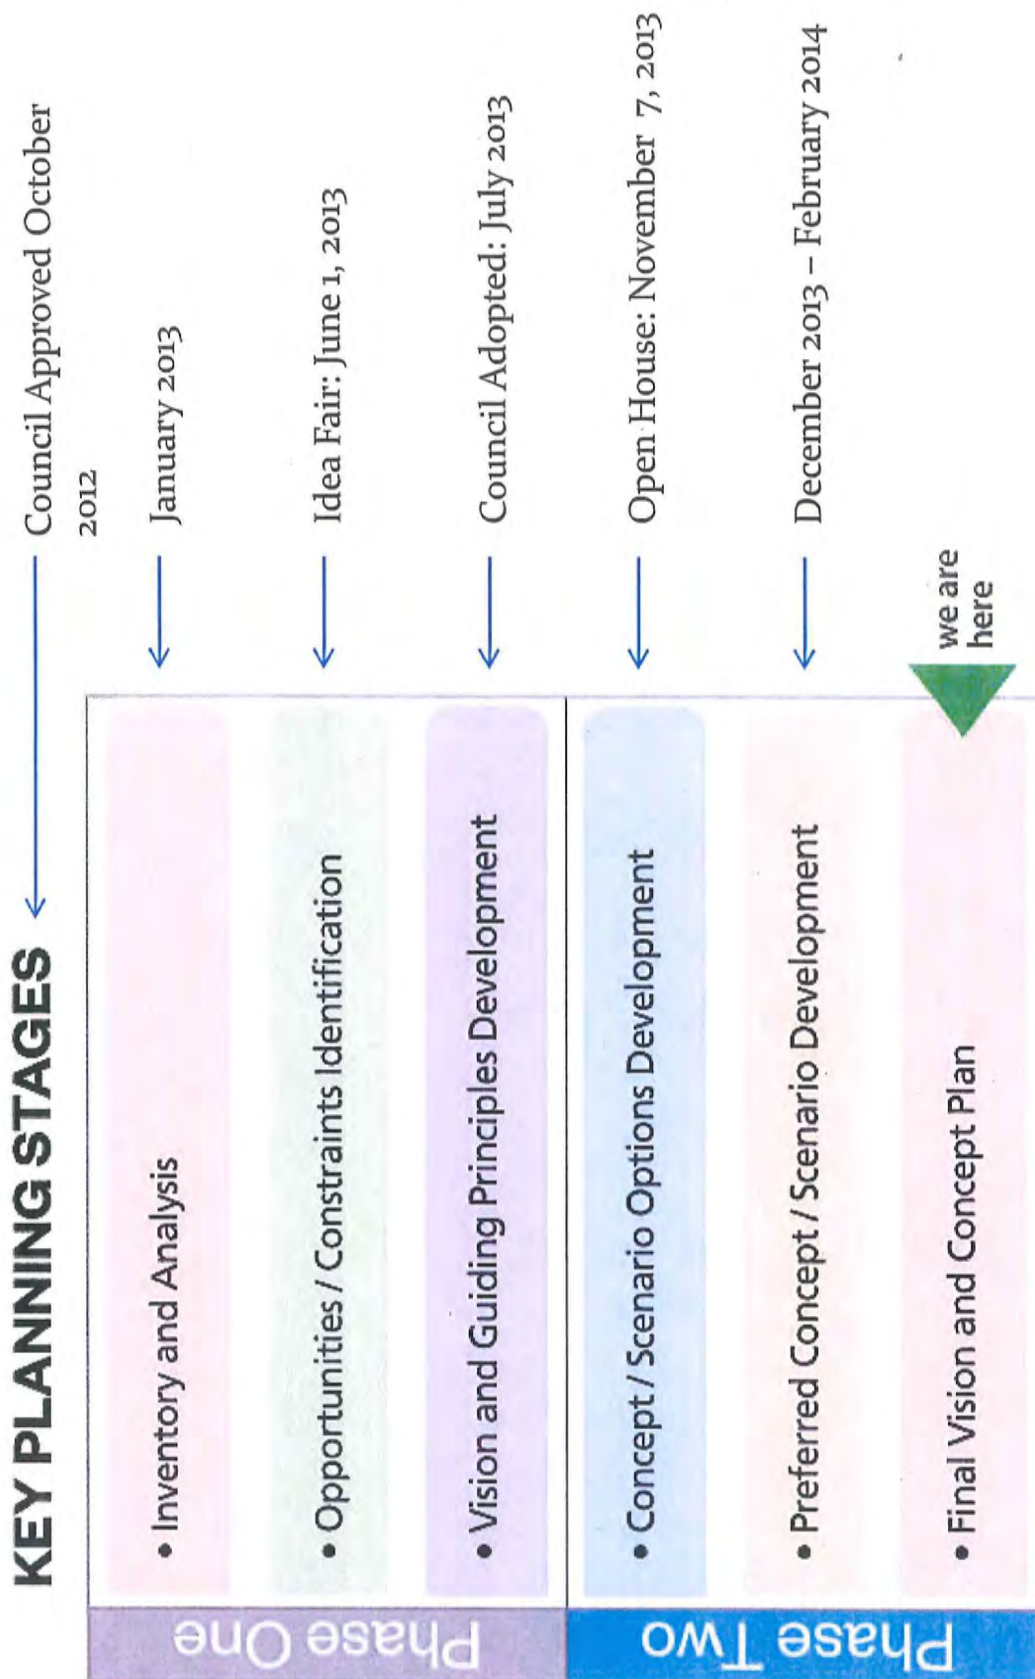 KEY PLANNING STAGES
Council Approved October
2012
Phase One
• Inventory and Analysis
January 2013
• Opportunities / Constraints Identification
Idea Fair: June 1, 2013
• Vision and Guiding Principles Development
Council Adopted: July 2013
Phase Two
• Concept / Scenario Options Development
Open House: November 7, 2013
• Preferred Concept / Scenario Development
December 2013 – February 2014
• Final Vision and Concept Plan
we are
here